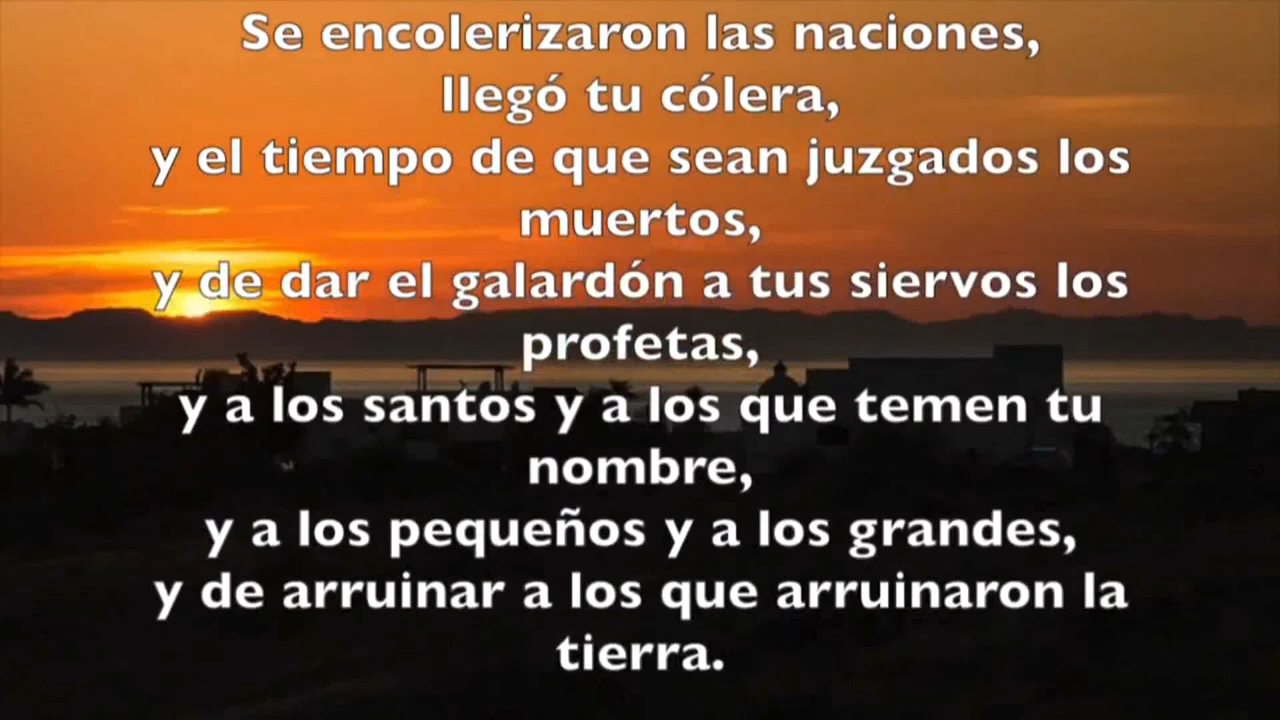 Se encolerizaron las naciones,
llegó tu cólera,
y el tiempo de que sean juzgados los
muertos,
y de dar el galardón a tus siervos los
profetas,
y a los santos y a los que temen tu
nombre,
y a los pequeños y a los grandes,
y de arruinar a los que arruinaron la
tierra.